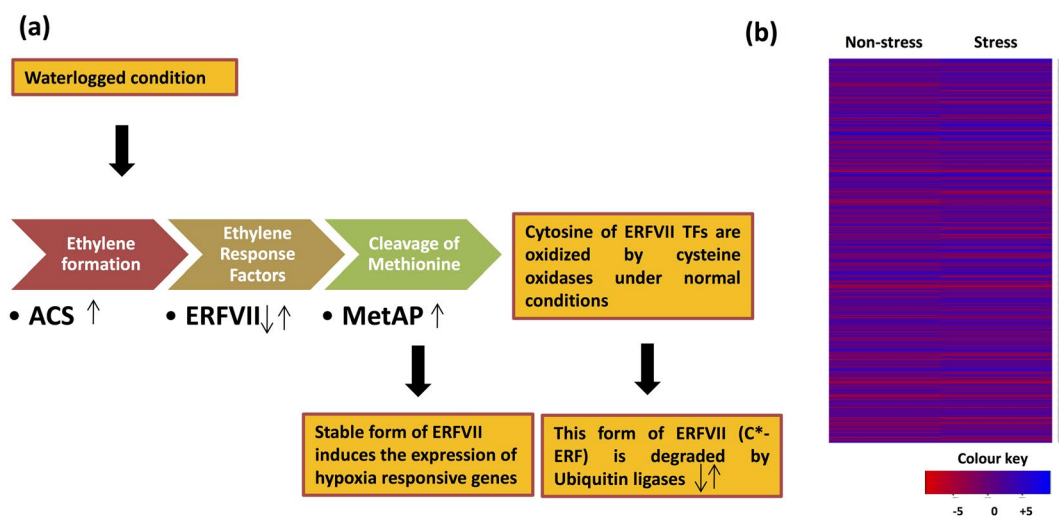 (a)
Waterlogged condition
Ethylene
formation
Ethylene
Response
Factors
Cleavage of
Methionine
• ACS ↑
• ERFVII↓↑
• MetAP ↑
Cytosine of ERFVII TFs are
oxidized by cysteine
oxidases under normal
conditions
Stable form of ERFVII
induces the expression of
hypoxia responsive genes
This form of ERFVII (C*-
ERF) is degraded by
Ubiquitin ligases ↓↑
(b)
Non-stress Stress
Colour key
-5 0 +5